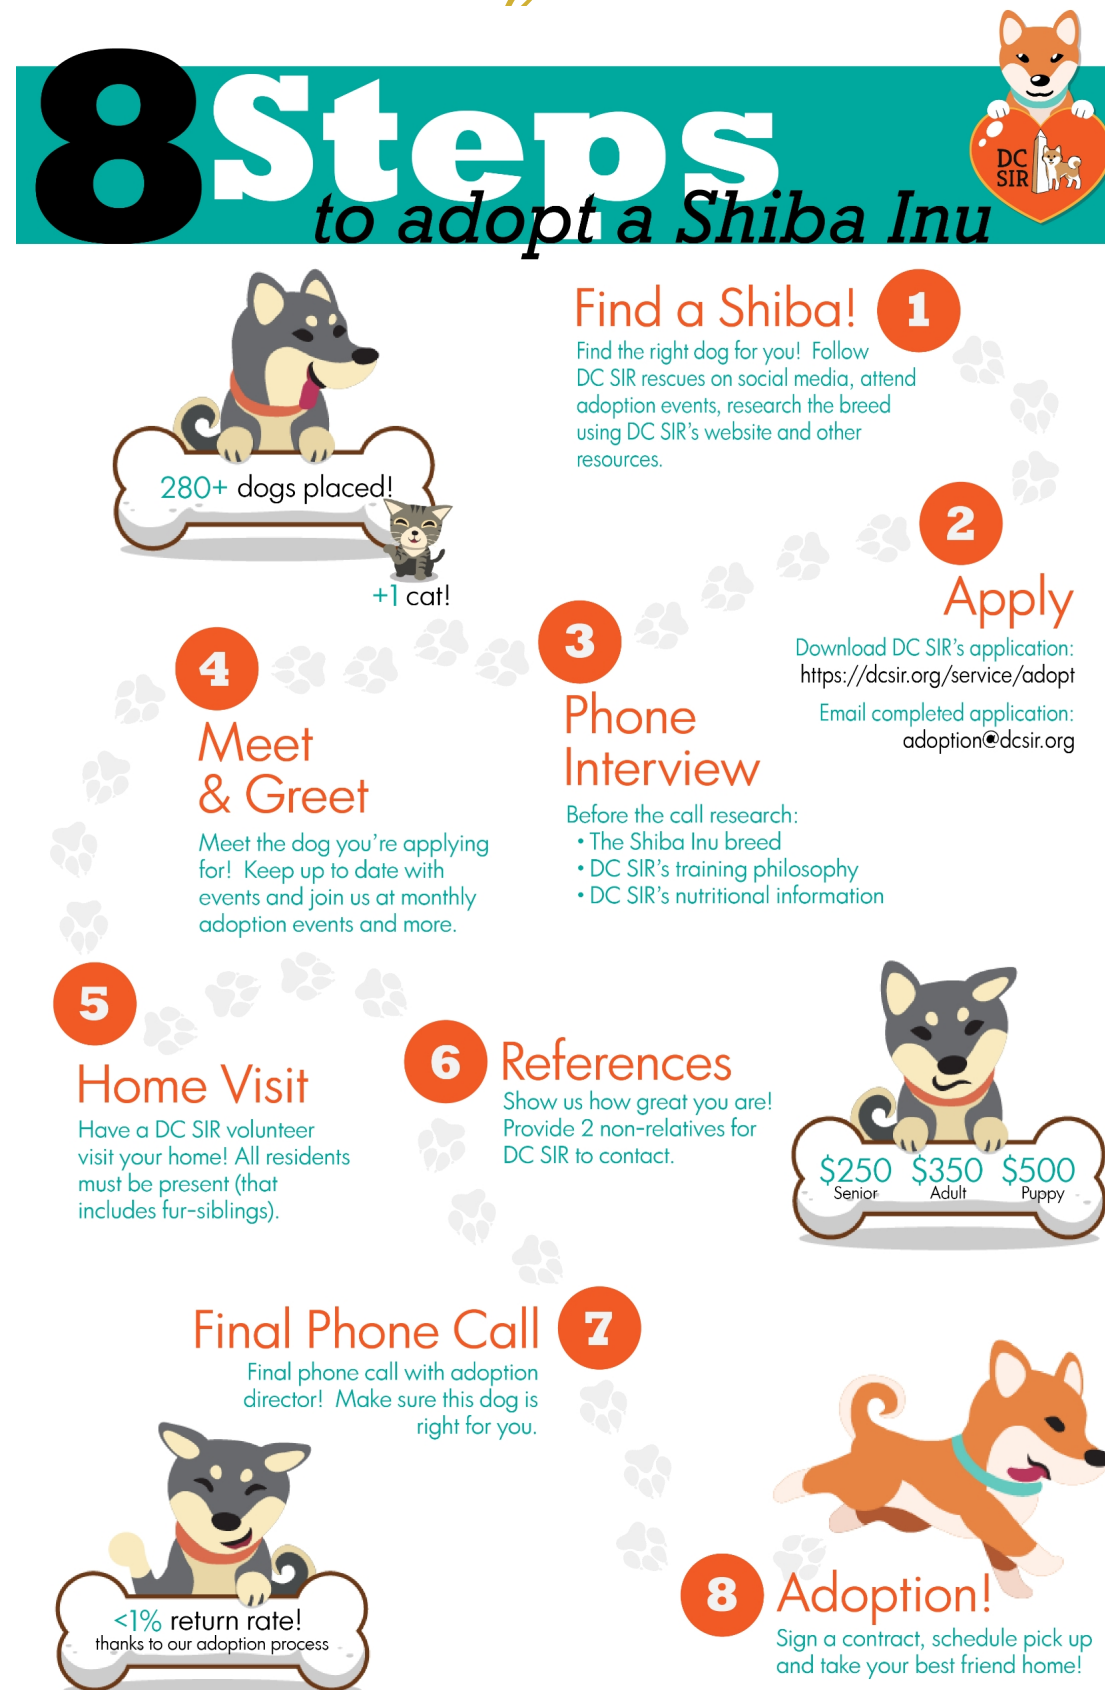 8 Steps
to adopt a Shiba Inu
DC
SIR
Find a Shiba!
1
Find the right dog for you! Follow
DC SIR rescues on social media, attend
adoption events, research the breed
using DC SIR's website and other
resources.
280+ dogs placed!
+1 cat!
2
Apply
Download DC SIR's application:
https://dcsir.org/service/adopt
Email completed application:
adoption@dcsir.org
3
Phone
Interview
Before the call research:
• The Shiba Inu breed
• DC SIR's training philosophy
• DC SIR's nutritional information
4
Meet
& Greet
Meet the dog you're applying
for! Keep up to date with
events and join us at monthly
adoption events and more.
5
Home Visit
Have a DC SIR volunteer
visit your home! All residents
must be present (that
includes fur-siblings).
6
References
Show us how great you are!
Provide 2 non-relatives for
DC SIR to contact.
$250 $350 $500
Senior Adult Puppy
Final Phone Call
7
Final phone call with adoption
director! Make sure this dog is
right for you.
<1% return rate!
thanks to our adoption process
8
Adoption!
Sign a contract, schedule pick up
and take your best friend home!